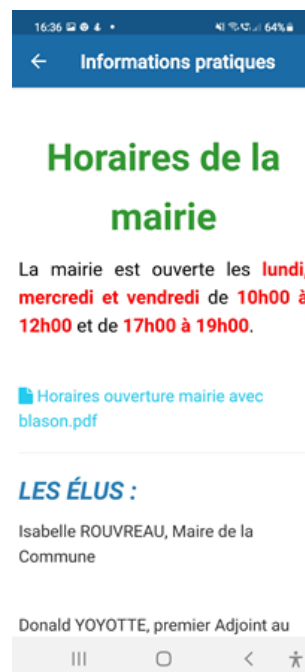 16:36 64%
Informations pratiques
Horaires de la
mairie
La mairie est ouverte les lundi,
mercredi et vendredi de 10h00 à
12h00 et de 17h00 à 19h00.
Horaires ouverture mairie avec
blason.pdf
LES ÉLUS :
Isabelle ROUVREAU, Maire de la
Commune
Donald YOYOTTE, premier Adjoint au